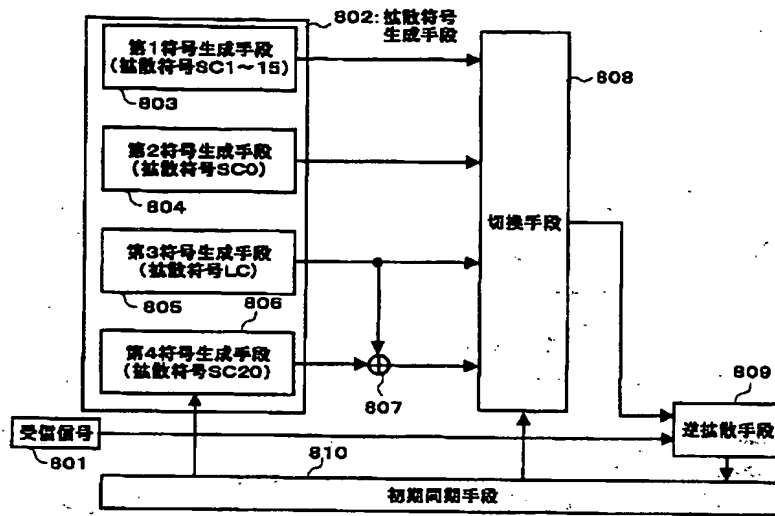 802:拡散符号
生成手段
第1符号生成手段
(拡散符号SC1～15)
803
808
第2符号生成手段
(拡散符号SC0)
804
切換手段
第3符号生成手段
(拡散符号LC)
805
806
第4符号生成手段
(拡散符号SC20)
807
809
受信信号
801
逆拡散手段
810
初期同期手段